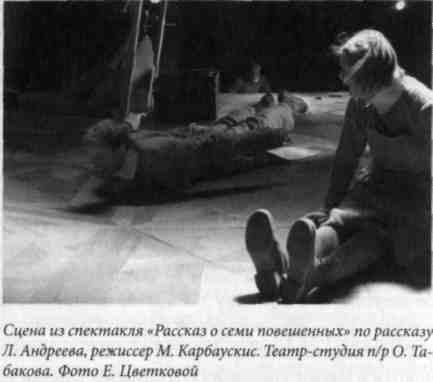 Сцена из спектакля «Рассказ о семи повешенных» по рассказу
Л. Андреева, режиссер М. Карбаускис. Театр-студия п/р О. Та-
бакова. Фото Е. Цветковой